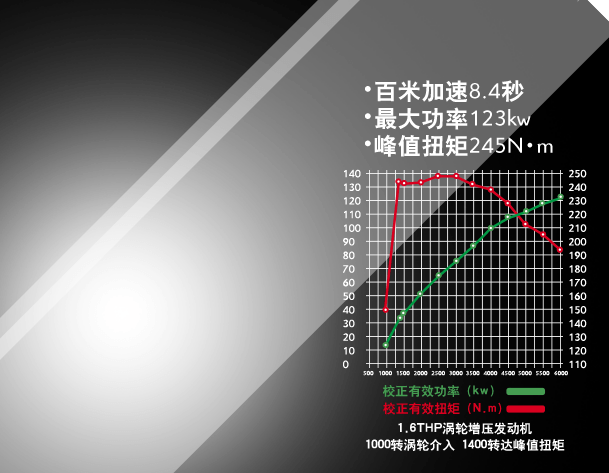 •百米加速8.4秒
•最大功率123kw
•峰值扭矩245N•m
140 250
130 240
120 230
110 220
100 210
90 200
80 190
70 180
60 170
50 160
40 150
30 140
20 130
10 120
0 110
500 1000 1500 2000 2500 3000 3500 4000 4500 5000 5500 6000
校正有效功率（kw）
校正有效扭矩（N.m）
1.6THP涡轮增压发动机
1000转涡轮介入 1400转达峰值扭矩